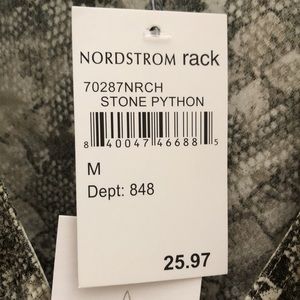 NORDSTROM rack
70287NRCH
STONE PYTHON
8 40047 46688 5
M
Dept: 848
25.97